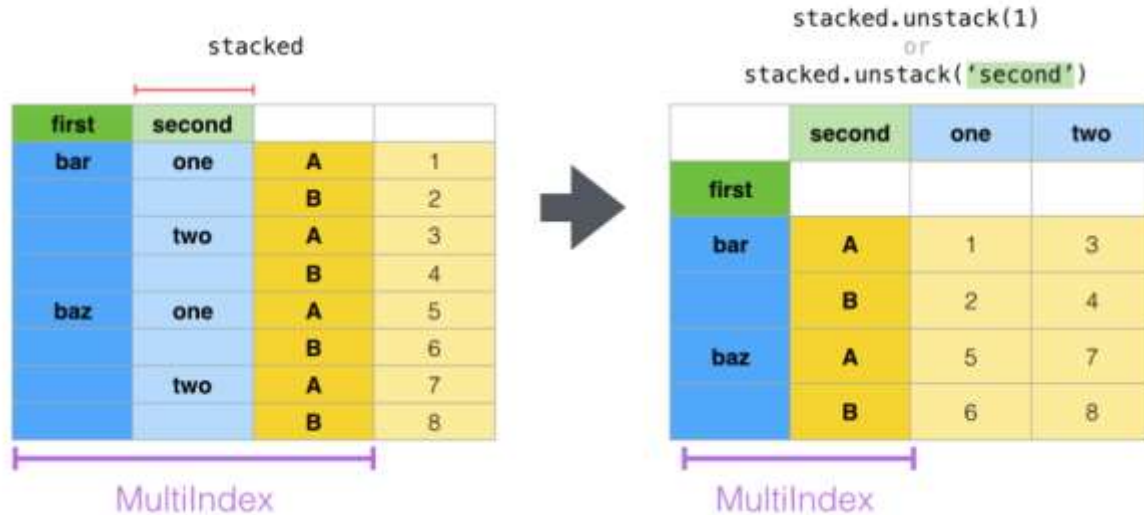 stacked
first second
bar one A 1
B 2
two A 3
B 4
baz one A 5
B 6
two A 7
B 8
MultiIndex
stacked.unstack(1)
or
stacked.unstack(‘second’)
second one two
first
bar A 1 3
B 2 4
baz A 5 7
B 6 8
MultiIndex